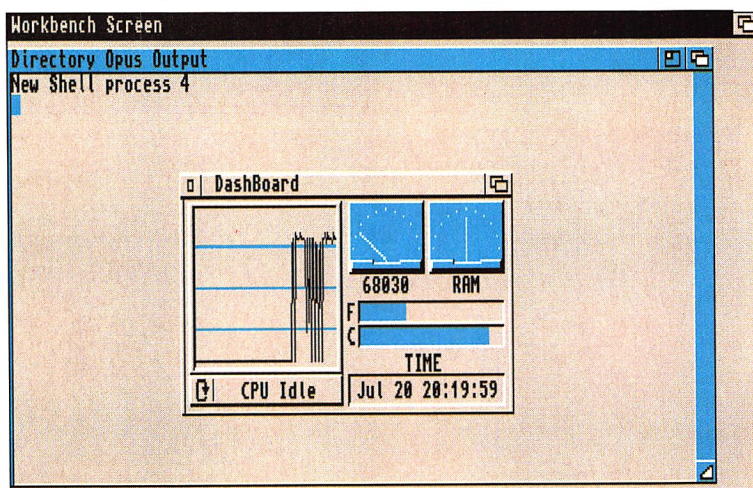 Workbench Screen
Directory Opus Output
New Shell process 4
DashBoard
68030
RAM
F
C
TIME
CPU Idle
Jul 20 20:19:59